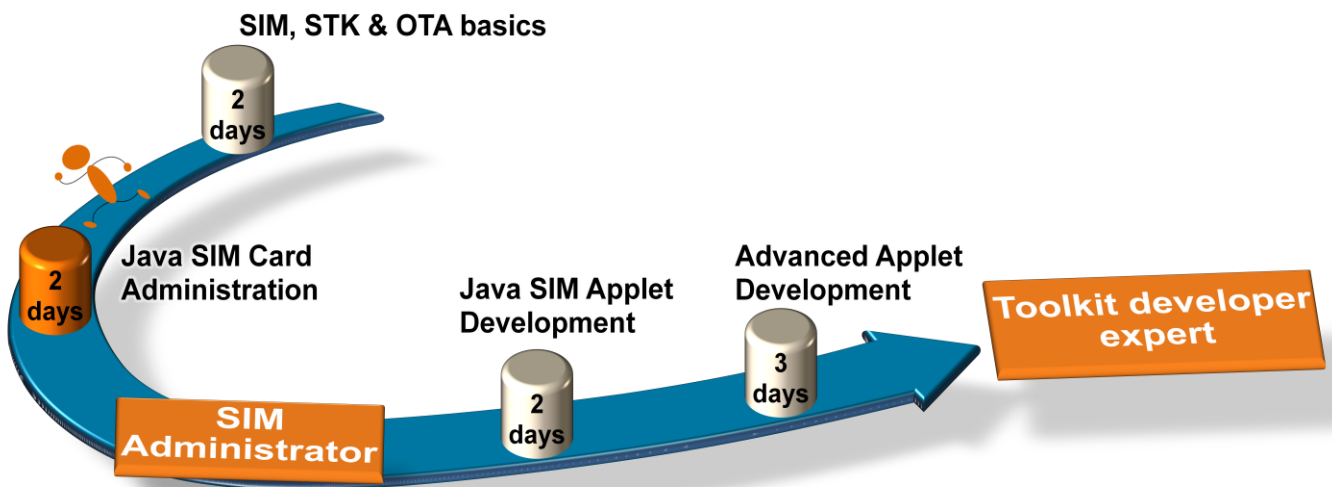 SIM, STK & OTA basics
2
days
2
days
Java SIM Card
Administration
SIM
Administrator
Java SIM Applet
Development
2
days
Advanced Applet
Development
3
days
Toolkit developer
expert